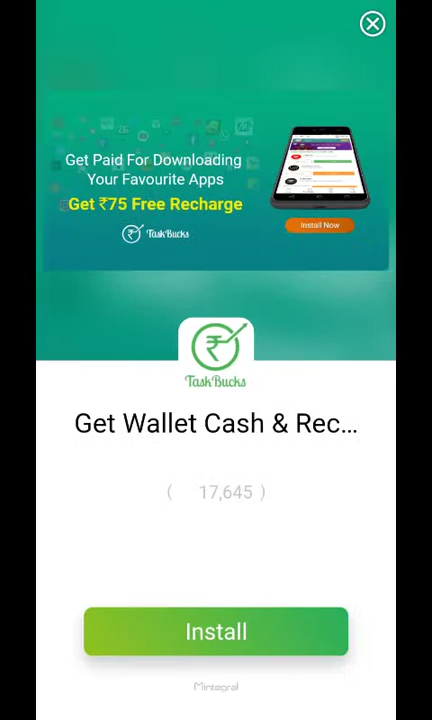 Get Paid For Downloading
Your Favourite Apps
Get ₹75 Free Recharge
TaskBucks
Install Now
TaskBucks
Get Wallet Cash & Rec...
( 17,645 )
Install
Mintegral